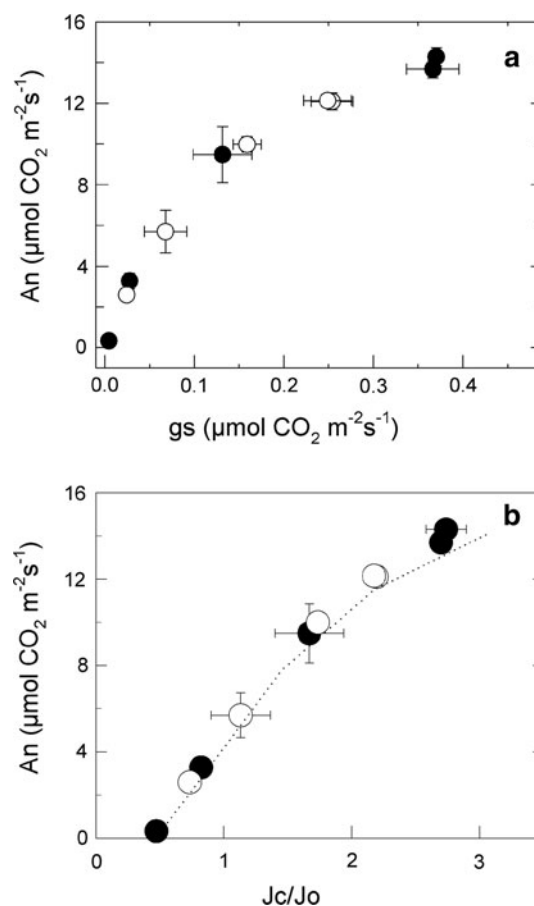 16
a
12
An (μmol CO₂ m⁻²s⁻¹)
8
4
0
0.0 0.1 0.2 0.3 0.4
gs (μmol CO₂ m⁻²s⁻¹)
16
b
12
An (μmol CO₂ m⁻²s⁻¹)
8
4
0
0 1 2 3
Jc/Jo